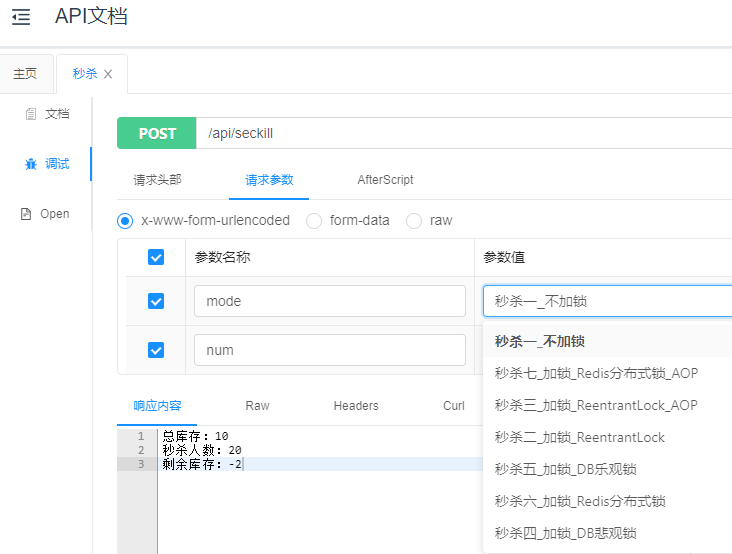 API文档
主页
秒杀
文档
调试
Open
POST
/api/seckill
请求头部
请求参数
AfterScript
x-www-form-urlencoded
form-data
raw
参数名称
参数值
mode
秒杀一_不加锁
num
秒杀一_不加锁
秒杀七_加锁_Redis分布式锁_AOP
秒杀三_加锁_ReentrantLock_AOP
秒杀二_加锁_ReentrantLock
秒杀五_加锁_DB乐观锁
秒杀六_加锁_Redis分布式锁
秒杀四_加锁_DB悲观锁
响应内容
Raw
Headers
Curl
1 总库存：10
2 秒杀人数：20
3 剩余库存：-2